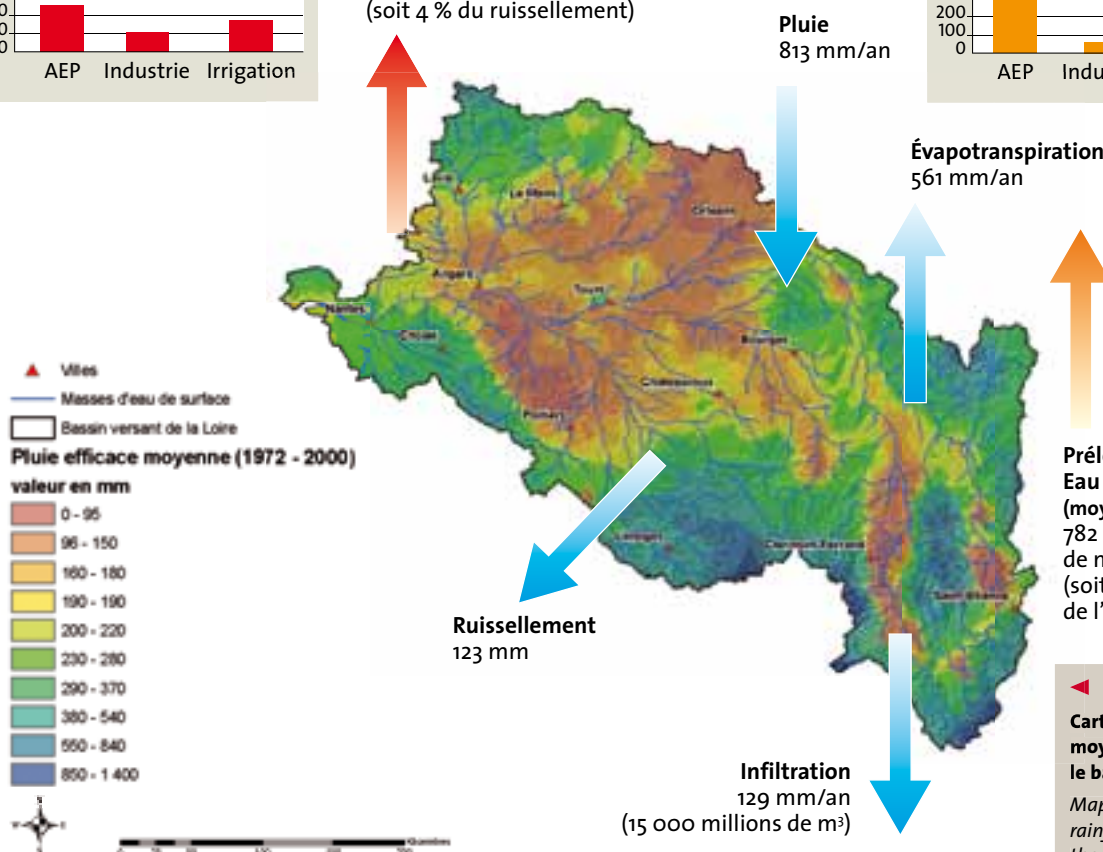 (soit 4 % du ruissellement)
0
0
0
AEP Industrie Irrigation
Pluie
813 mm/an
200
100
0
AEP Indu
Évapotranspiration
561 mm/an
Laval
Le Mans
Orléans
Angers
Tours
Nantes
Cholet
Bourges
Châteauroux
Poitiers
Limoges
Clermont-Ferrand
Saint-Etienne
Villes
Masses d'eau de surface
Bassin versant de la Loire
Pluie efficace moyenne (1972 - 2000)
valeur en mm
0 - 95
96 - 150
160 - 180
190 - 190
200 - 220
230 - 280
290 - 370
380 - 540
550 - 840
850 - 1 400
Ruissellement
123 mm
Infiltration
129 mm/an
(15 000 millions de m³)
Prél
Eau
(moy
782
de n
(soit
de l'
Cart
moy
le ba
Map
rain